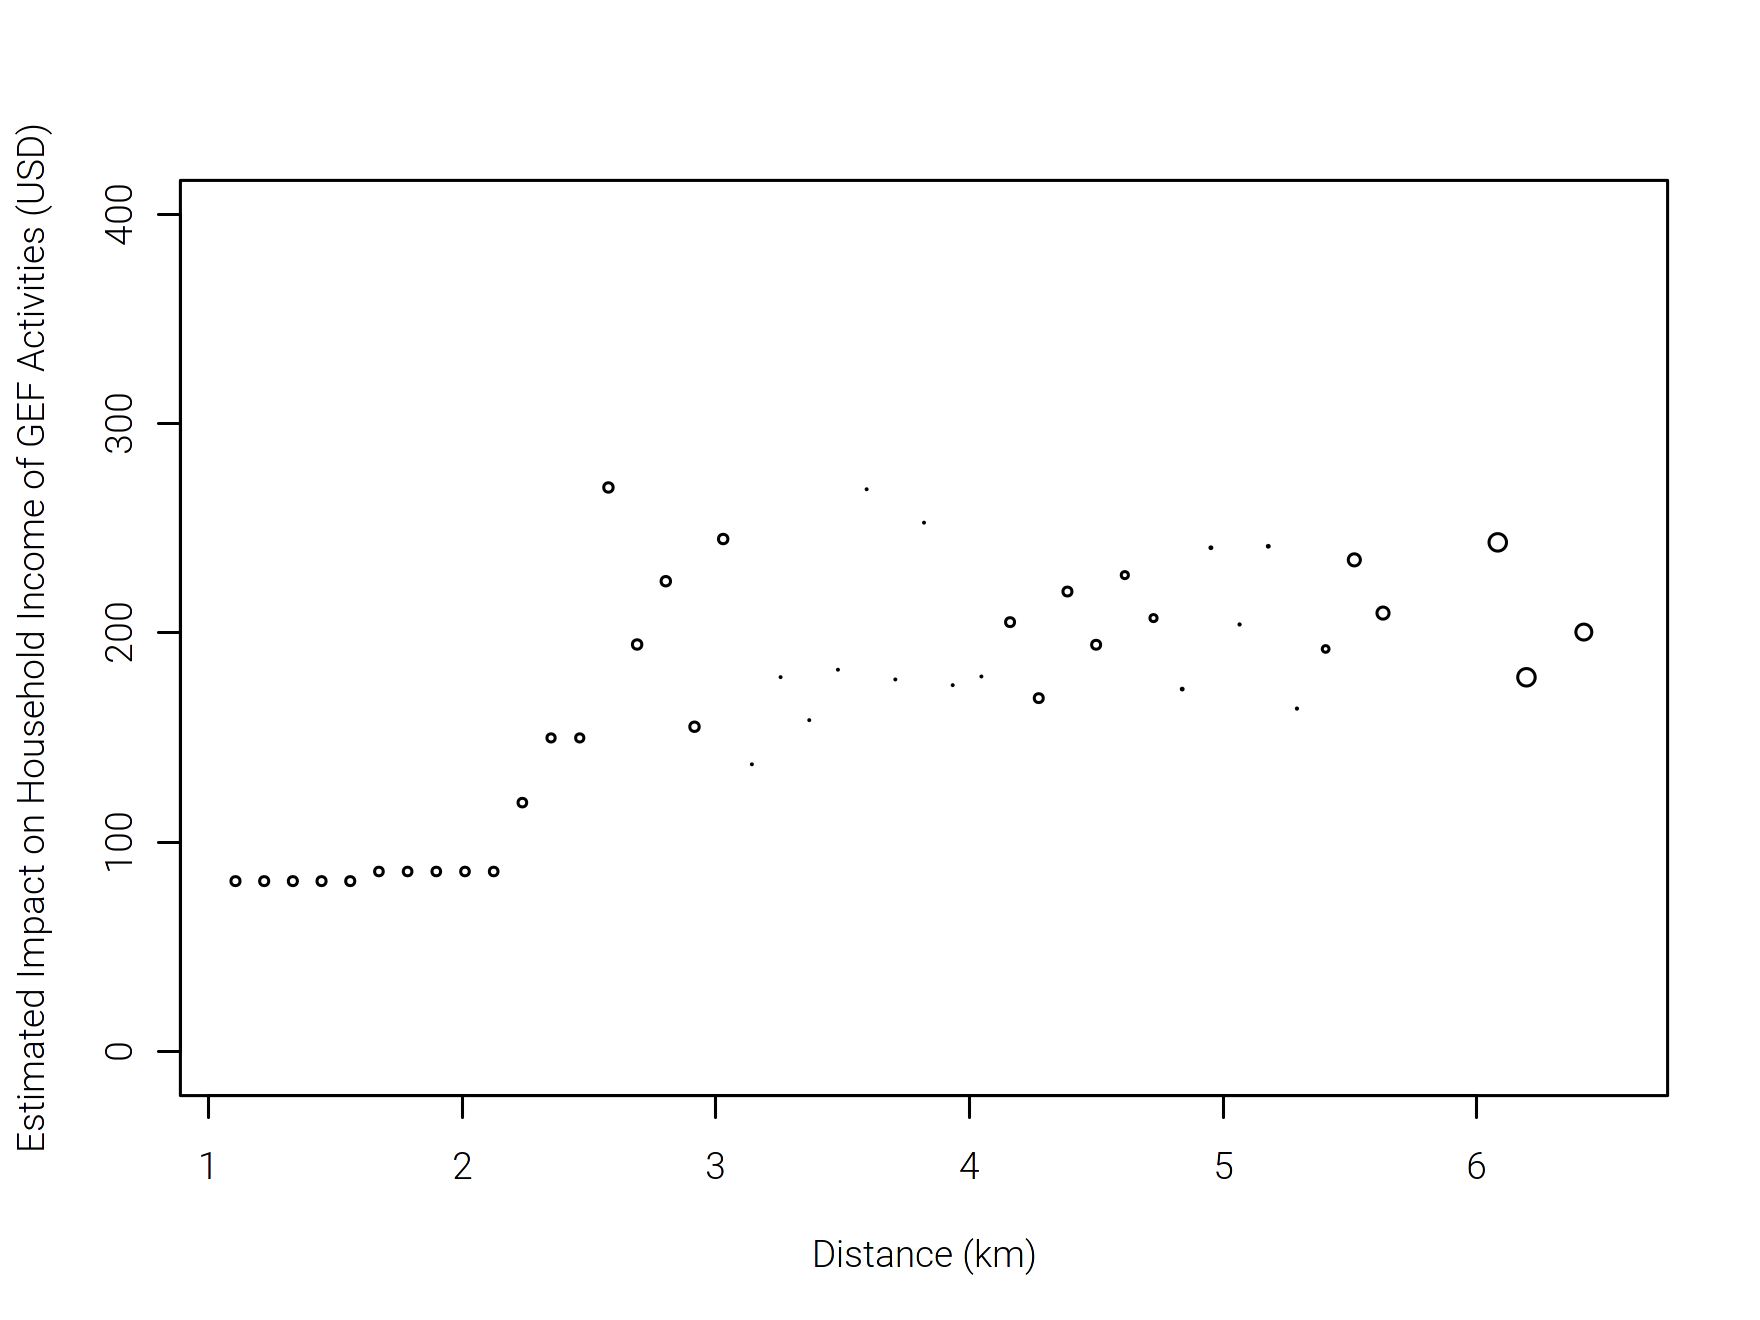 Estimated Impact on Household Income of GEF Activities (USD)
400
300
200
100
0
1 2 3 4 5 6
Distance (km)